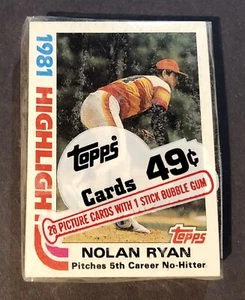 1981 HIGHLIGH
Topps®
Cards 49¢
28 PICTURE CARDS WITH 1 STICK BUBBLE GUM
Topps
NOLAN RYAN
Pitches 5th Career No-Hitter